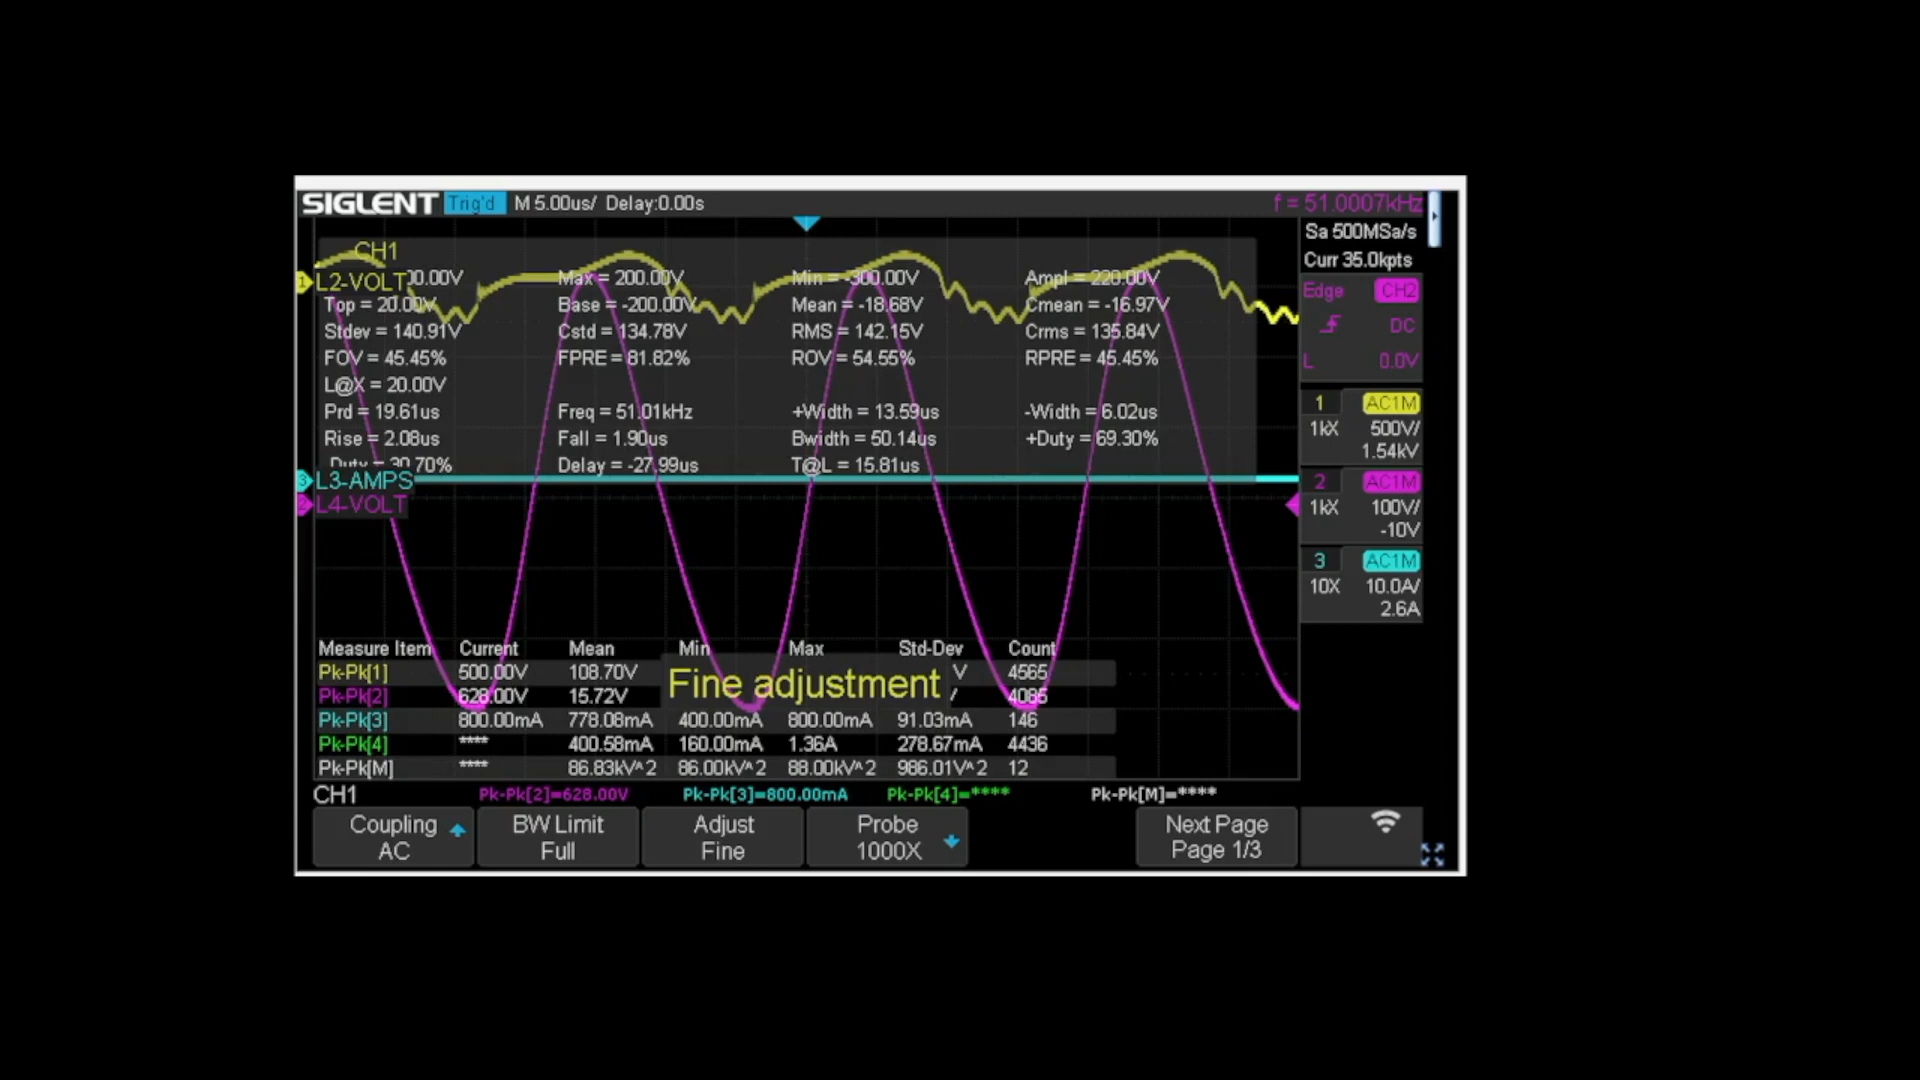 SIGLENT Trig'd M 5.00us/ Delay:0.00s f = 51.0007kHz
Sa 500MSa/s
Curr 35.0kpts
CH1
L2-VOLT 00.00V Max = 200.00V Min = -300.00V Ampl = 220.00V
Top = 20.00V Base = -200.00V Mean = -18.68V Cmean = -16.97V
Stdev = 140.91V Cstd = 134.78V RMS = 142.15V Crms = 135.84V
FOV = 45.45% FPRE = 81.82% ROV = 54.55% RPRE = 45.45%
L@X = 20.00V
Prd = 19.61us Freq = 51.01kHz +Width = 13.59us -Width = 6.02us
Rise = 2.08us Fall = 1.90us Bwidth = 50.14us +Duty = 69.30%
Duty = 30.70% Delay = -27.99us T@L = 15.81us
L3-AMPS
L4-VOLT
Edge CH2
DC
L 0.0V
1 AC1M
1kX 500V/
1.54kV
2 AC1M
1kX 100V/
-10V
3 AC1M
10X 10.0A/
2.6A
Measure Item Current Mean Min Max Std-Dev Count
Pk-Pk[1] 500.00V 108.70V V 4565
Pk-Pk[2] 628.00V 15.72V 4085
Fine adjustment
Pk-Pk[3] 800.00mA 778.08mA 400.00mA 800.00mA 91.03mA 146
Pk-Pk[4] **** 400.58mA 160.00mA 1.36A 278.67mA 4436
Pk-Pk[M] **** 86.83kV^2 86.00kV^2 88.00kV^2 986.01V^2 12
CH1 Pk-Pk[2]=628.00V Pk-Pk[3]=800.00mA Pk-Pk[4]=**** Pk-Pk[M]=****
Coupling BW Limit Adjust Probe Next Page
AC Full Fine 1000X Page 1/3